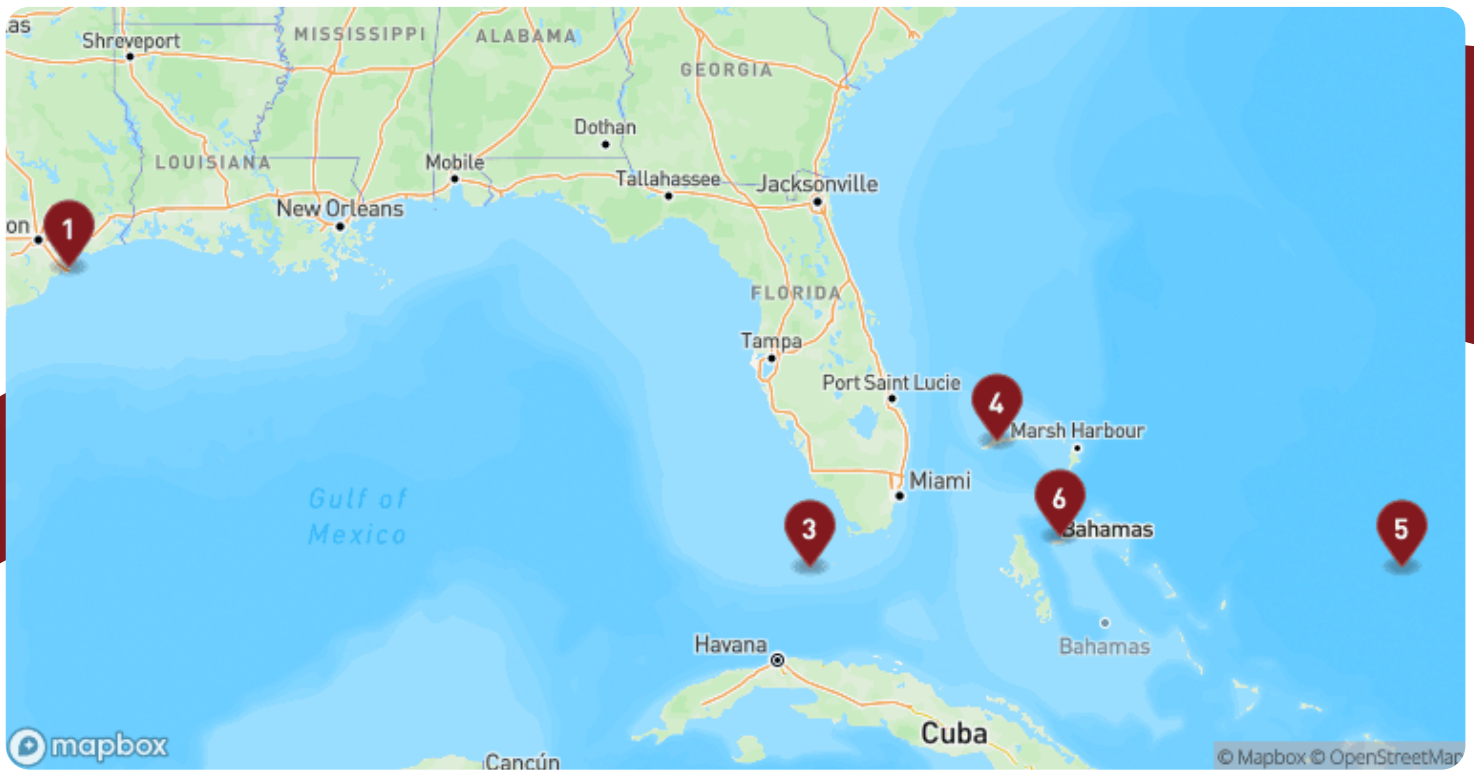 as
Shreveport
MISSISSIPPI
ALABAMA
GEORGIA
Dothan
LOUISIANA
Mobile
Tallahassee
Jacksonville
New Orleans
on
1
FLORIDA
Tampa
Port Saint Lucie
4
Marsh Harbour
Miami
Gulf of
Mexico
3
6
Bahamas
5
Havana
Bahamas
Cuba
Cancún
mapbox
© Mapbox © OpenStreetMap